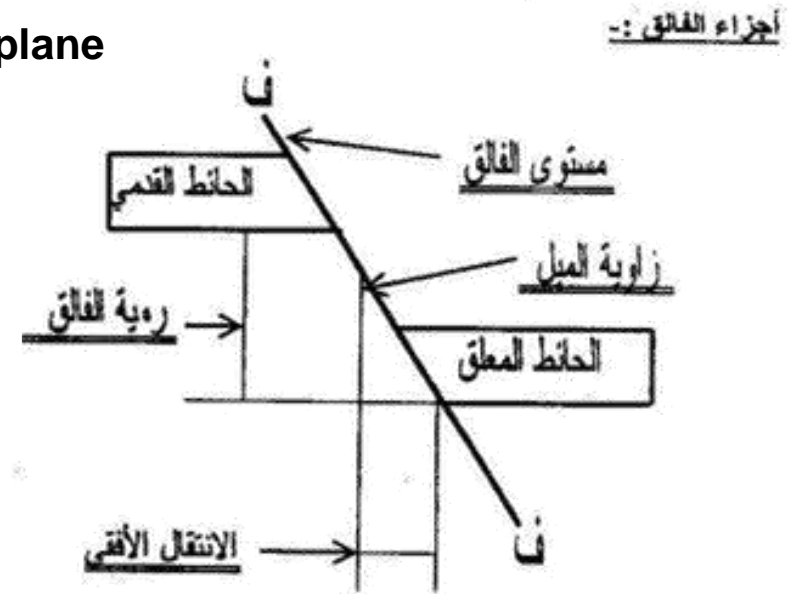 أجزاء الفالق :-
plane
ف
مستوى الفالق
الحائط القدمي
زاوية الميل
رمية الفالق
الحائط المعلق
الانتقال الأفقي
ف